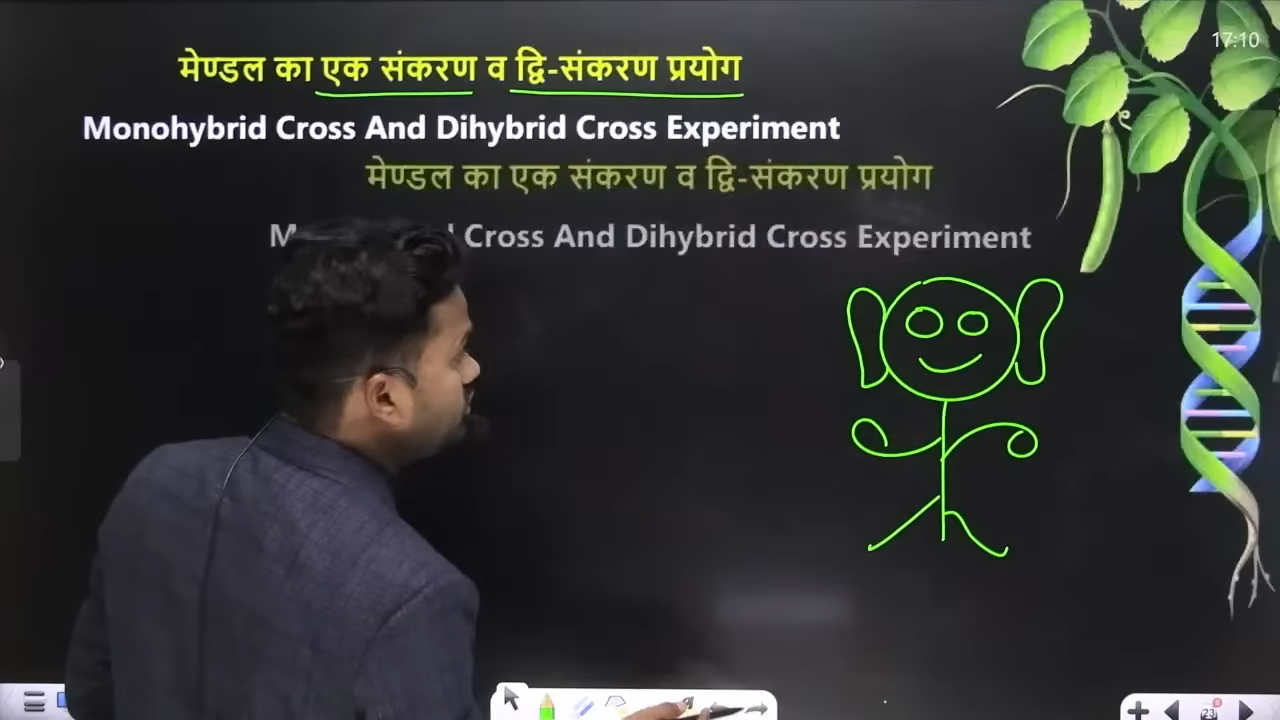 मेण्डल का एक संकरण व द्वि-संकरण प्रयोग
17:10
Monohybrid Cross And Dihybrid Cross Experiment
मेण्डल का एक संकरण व द्वि-संकरण प्रयोग
Cross And Dihybrid Cross Experiment
23